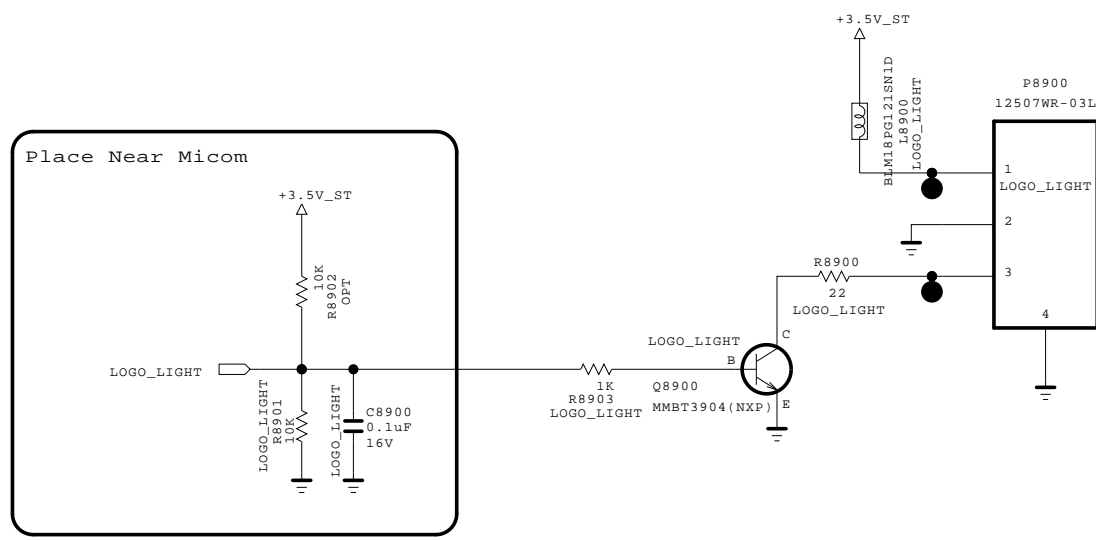 +3.5V_ST
BLM18PG121SN1D
L8900
LOGO_LIGHT
P8900
12507WR-03L
1
LOGO_LIGHT
2
3
4
Place Near Micom
+3.5V_ST
10K
R8902
OPT
LOGO_LIGHT
LOGO_LIGHT
R8901
10K
LOGO_LIGHT
C8900
0.1uF
16V
1K
R8903
LOGO_LIGHT
LOGO_LIGHT
B
C
E
Q8900
MMBT3904(NXP)
R8900
22
LOGO_LIGHT